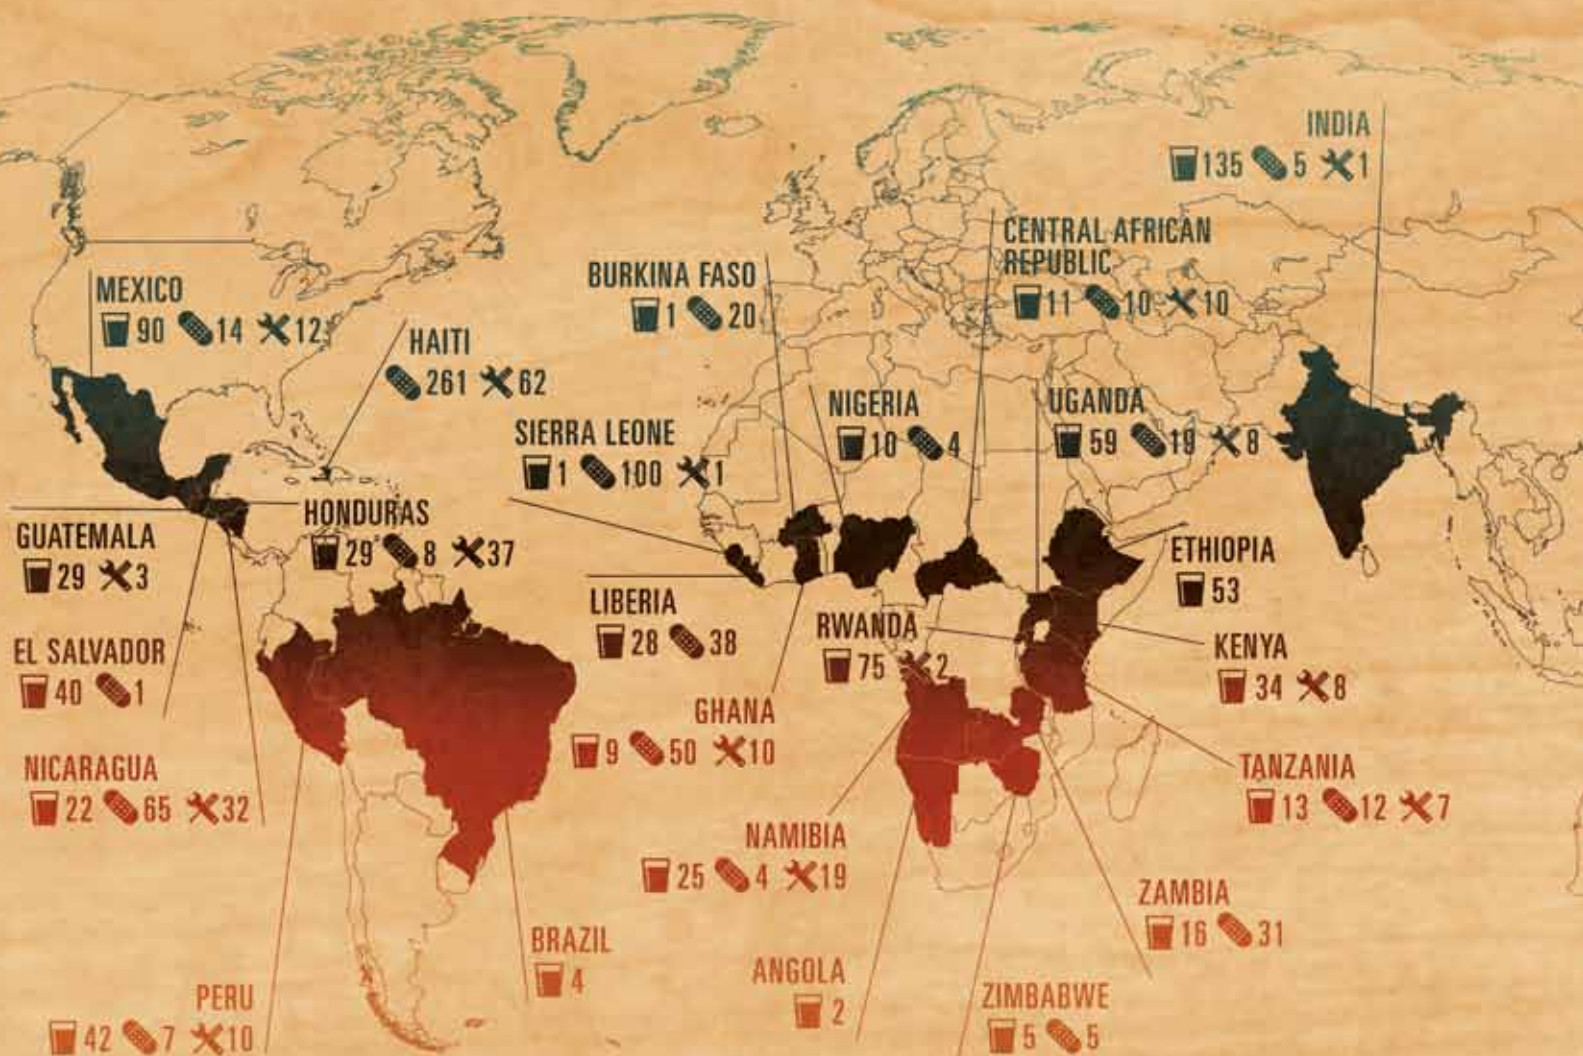 INDIA
135 5 1
CENTRAL AFRICAN
REPUBLIC
11 10 10
BURKINA FASO
1 20
MEXICO
90 14 12
HAITI
261 62
NIGERIA
10 4
UGANDA
59 19 8
SIERRA LEONE
1 100 1
HONDURAS
29 8 37
GUATEMALA
29 3
ETHIOPIA
53
LIBERIA
28 38
RWANDA
75 2
KENYA
34 8
EL SALVADOR
40 1
GHANA
9 50 10
NICARAGUA
22 65 32
TANZANIA
13 12 7
NAMIBIA
25 4 19
ZAMBIA
16 31
BRAZIL
4
ANGOLA
2
PERU
42 7 10
ZIMBABWE
5 5